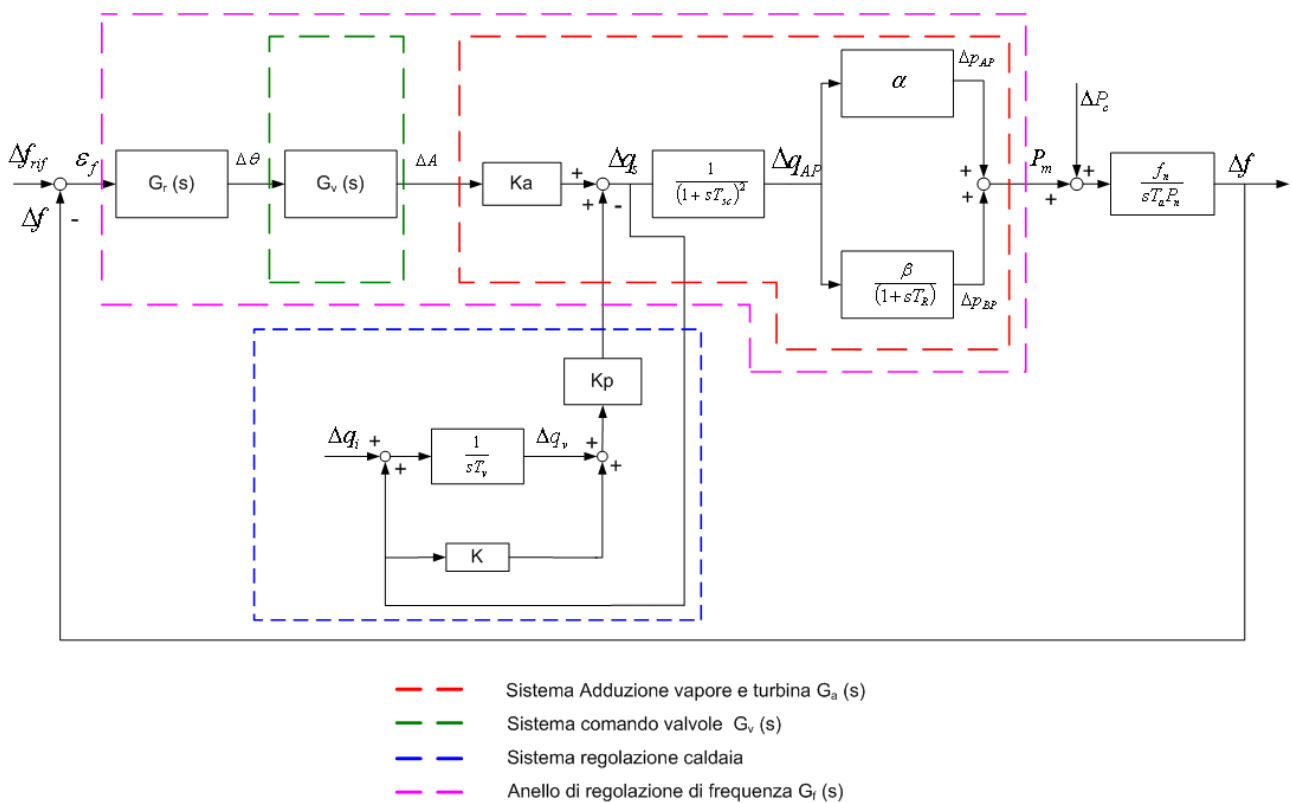 Δp_AP
α
ΔP_c
Δf_rif
ε_f
G_r (s)
Δθ
G_v (s)
ΔA
Ka
+
+
-
Δq_s
1
(1+sT_sc)^2
Δq_AP
+
+
P_m
+
+
f_n
sT_a P_n
Δf
Δf
-
β
(1+sT_R)
Δp_BP
Kp
Δq_i
+
+
1
sT_v
Δq_v
+
+
K
Sistema Adduzione vapore e turbina G_a (s)
Sistema comando valvole G_v (s)
Sistema regolazione caldaia
Anello di regolazione di frequenza G_f (s)